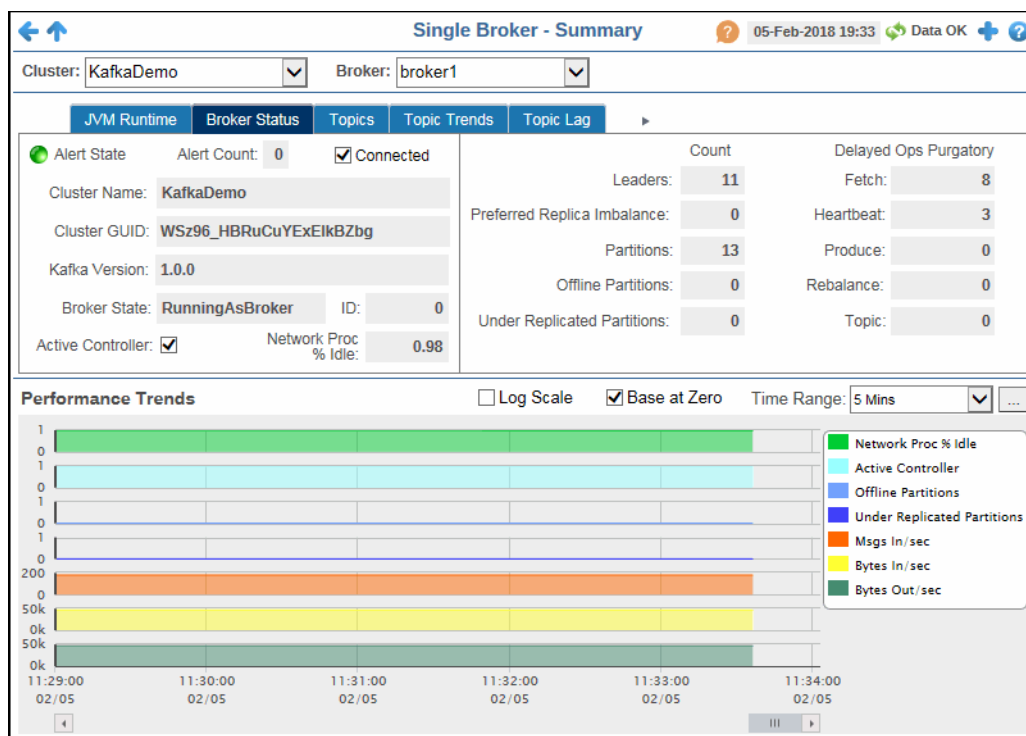 Single Broker - Summary
? 05-Feb-2018 19:33 Data OK ?
Cluster: KafkaDemo Broker: broker1
JVM Runtime Broker Status Topics Topic Trends Topic Lag
Alert State Alert Count: 0 Connected
Cluster Name: KafkaDemo
Cluster GUID: WSz96_HBRuCuYExElkBZbg
Kafka Version: 1.0.0
Broker State: RunningAsBroker ID: 0
Active Controller: Network Proc % Idle: 0.98
Count Delayed Ops Purgatory
Leaders: 11 Fetch: 8
Preferred Replica Imbalance: 0 Heartbeat: 3
Partitions: 13 Produce: 0
Offline Partitions: 0 Rebalance: 0
Under Replicated Partitions: 0 Topic: 0
Performance Trends Log Scale Base at Zero Time Range: 5 Mins ...
1
0
1
0
1
0
1
0
200
0
50k
0k
50k
0k
11:29:00 11:30:00 11:31:00 11:32:00 11:33:00 11:34:00
02/05 02/05 02/05 02/05 02/05 02/05
Network Proc % Idle
Active Controller
Offline Partitions
Under Replicated Partitions
Msgs In/sec
Bytes In/sec
Bytes Out/sec